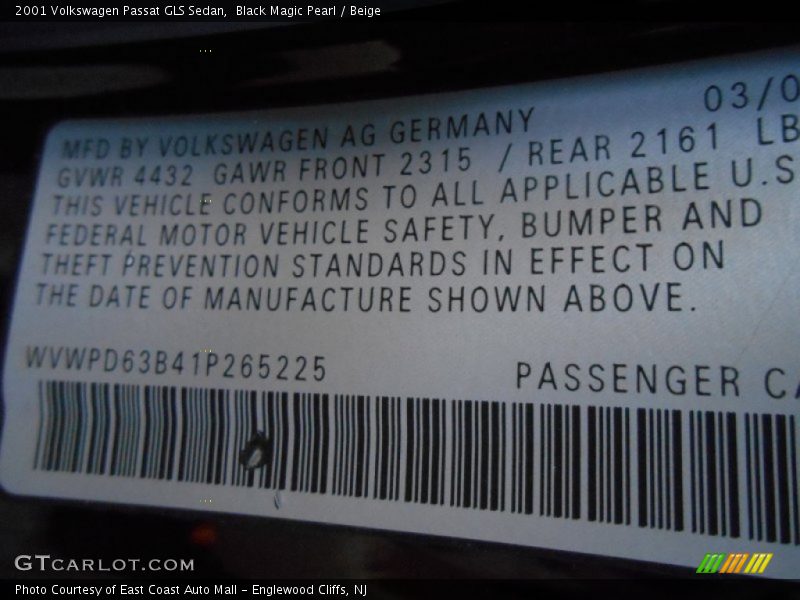 2001 Volkswagen Passat GLS Sedan,  Black Magic Pearl / Beige
03/0
MFD BY VOLKSWAGEN AG GERMANY
GVWR 4432 GAWR FRONT 2315 / REAR 2161 LB
THIS VEHICLE CONFORMS TO ALL APPLICABLE U.S
FEDERAL MOTOR VEHICLE SAFETY, BUMPER AND
THEFT PREVENTION STANDARDS IN EFFECT ON
THE DATE OF MANUFACTURE SHOWN ABOVE.
WVWPD63B41P265225 PASSENGER CA
GTCARLOT.COM
Photo Courtesy of East Coast Auto Mall - Englewood Cliffs, NJ